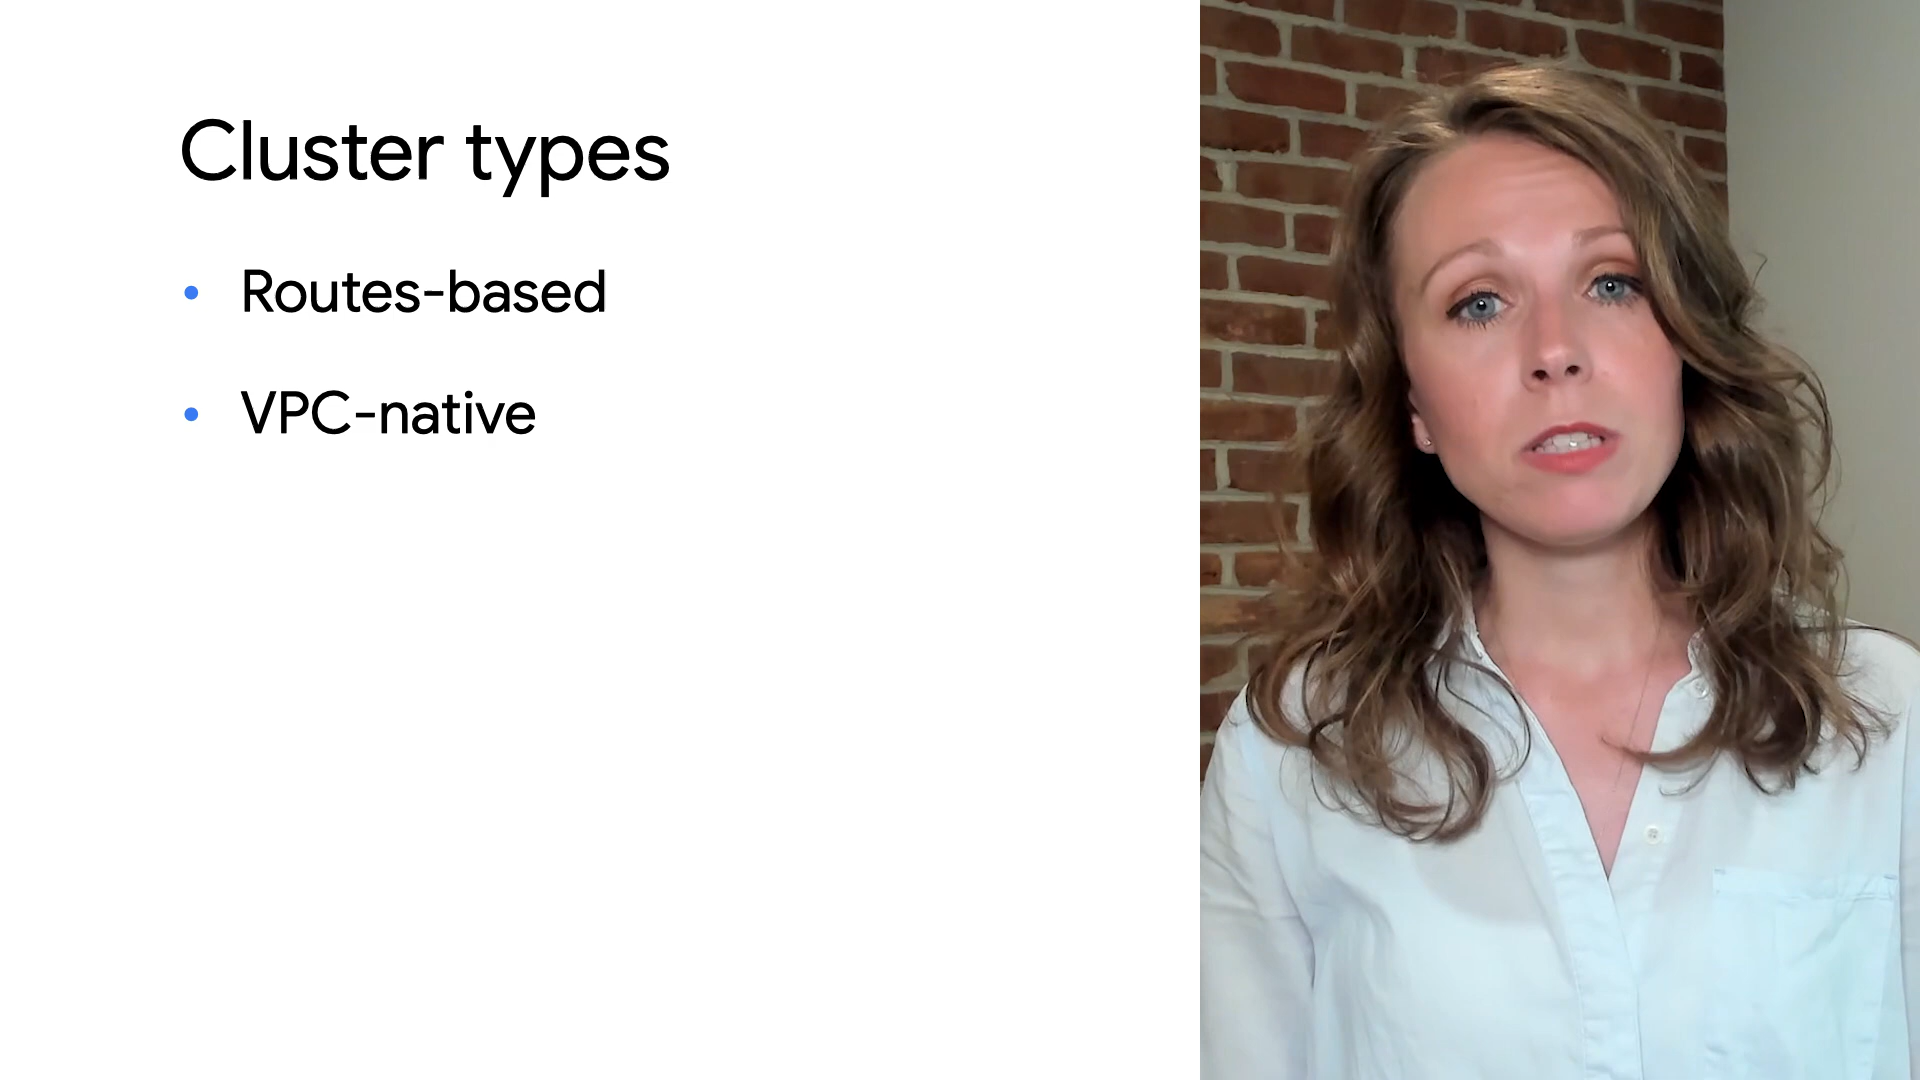 Cluster types
• Routes-based
• VPC-native